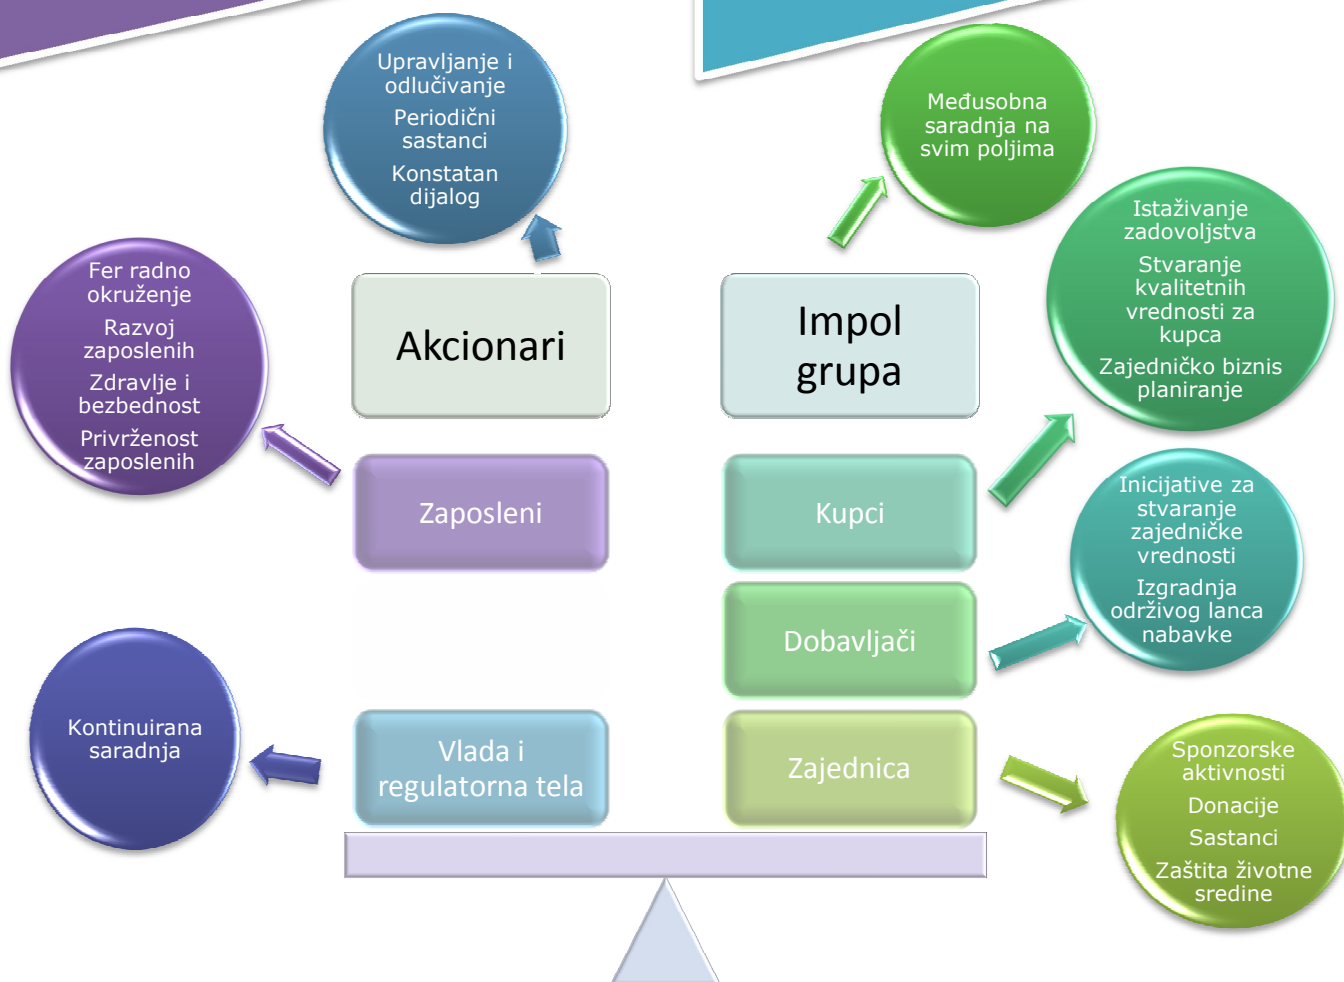 Upravljanje i
odlučivanje
Periodični
sastanci
Konstatan
dijalog
Međusobna
saradnja na
svim poljima
Fer radno
okruženje
Razvoj
zaposlenih
Zdravlje i
bezbednost
Privrženost
zaposlenih
Akcionari
Impol
grupa
Istaživanje
zadovoljstva
Stvaranje
kvalitetnih
vrednosti za
kupca
Zajedničko biznis
planiranje
Zaposleni
Kupci
Inicijative za
stvaranje
zajedničke
vrednosti
Izgradnja
održivog lanca
nabavke
Dobavljači
Kontinuirana
saradnja
Vlada i
regulatorna tela
Zajednica
Sponzorske
aktivnosti
Donacije
Sastanci
Zaštita životne
sredine